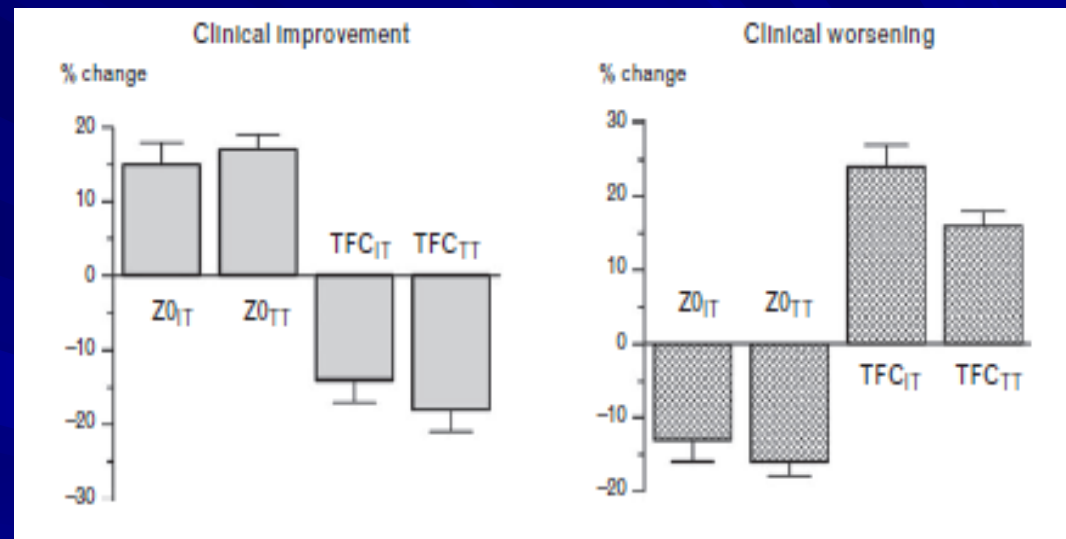 Clinical improvement
% change
20
10
0
–10
–20
–30
Z0IT
Z0TT
TFCIT
TFCTT
Clinical worsening
% change
30
20
10
0
–10
–20
Z0IT
Z0TT
TFCIT
TFCTT